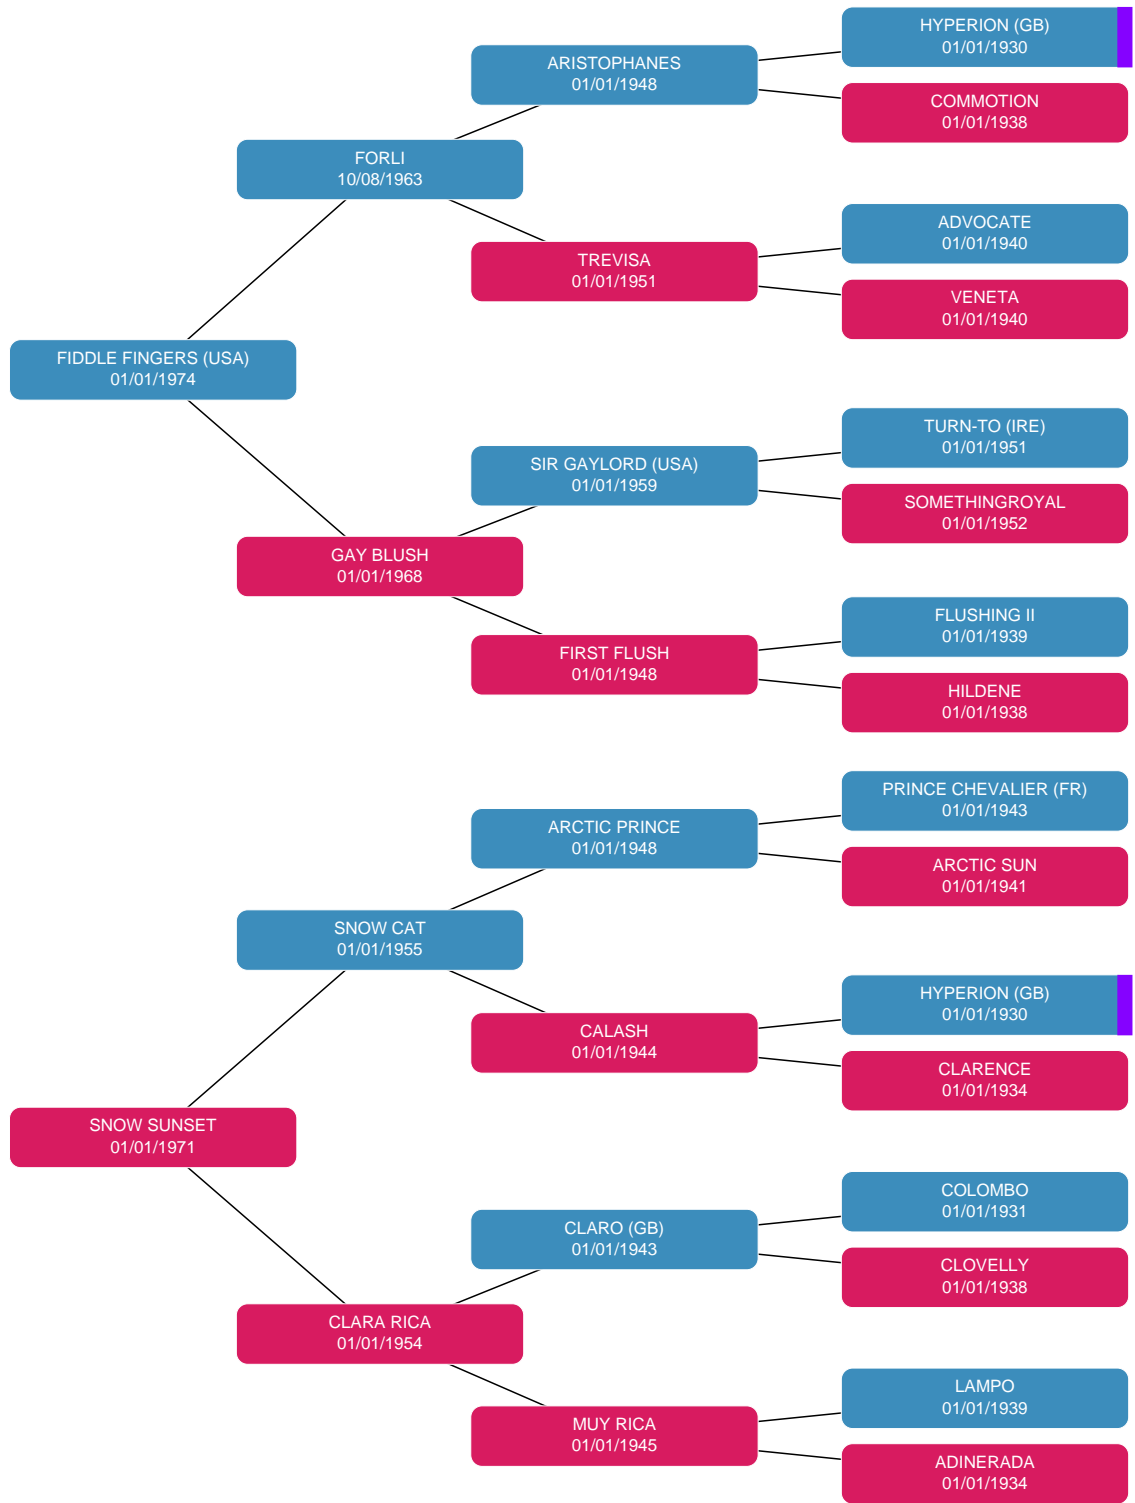 HYPERION (GB)
01/01/1930
ARISTOPHANES
01/01/1948
COMMOTION
01/01/1938
FORLI
10/08/1963
ADVOCATE
01/01/1940
TREVISA
01/01/1951
VENETA
01/01/1940
FIDDLE FINGERS (USA)
01/01/1974
TURN-TO (IRE)
01/01/1951
SIR GAYLORD (USA)
01/01/1959
SOMETHINGROYAL
01/01/1952
GAY BLUSH
01/01/1968
FLUSHING II
01/01/1939
FIRST FLUSH
01/01/1948
HILDENE
01/01/1938
PRINCE CHEVALIER (FR)
01/01/1943
ARCTIC PRINCE
01/01/1948
ARCTIC SUN
01/01/1941
SNOW CAT
01/01/1955
HYPERION (GB)
01/01/1930
CALASH
01/01/1944
CLARENCE
01/01/1934
SNOW SUNSET
01/01/1971
COLOMBO
01/01/1931
CLARO (GB)
01/01/1943
CLOVELLY
01/01/1938
CLARA RICA
01/01/1954
LAMPO
01/01/1939
MUY RICA
01/01/1945
ADINERADA
01/01/1934